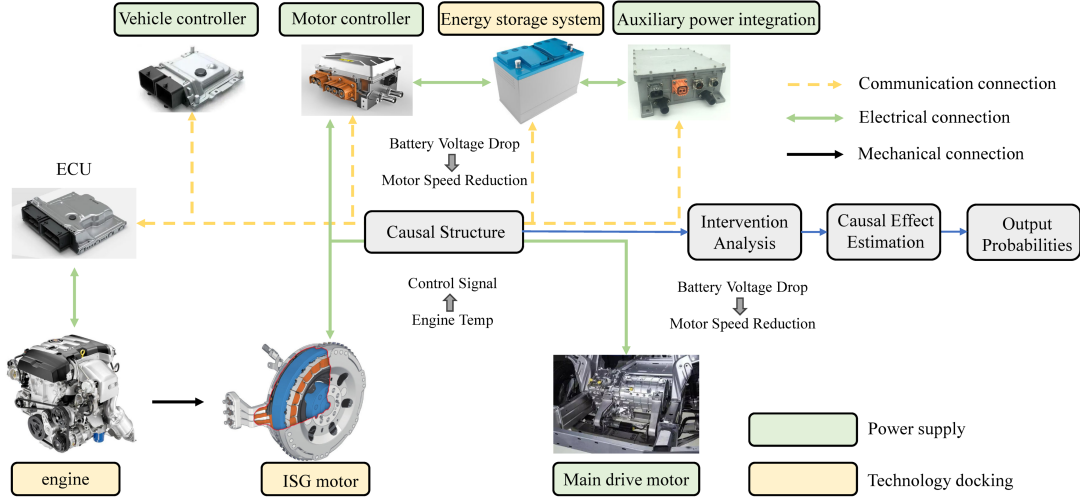 Vehicle controller
Motor controller
Energy storage system
Auxiliary power integration
Communication connection
Electrical connection
Mechanical connection
Battery Voltage Drop
Motor Speed Reduction
ECU
Causal Structure
Intervention
Analysis
Causal Effect
Estimation
Output
Probabilities
Control Signal
Engine Temp
Battery Voltage Drop
Motor Speed Reduction
Power supply
engine
ISG motor
Main drive motor
Technology docking